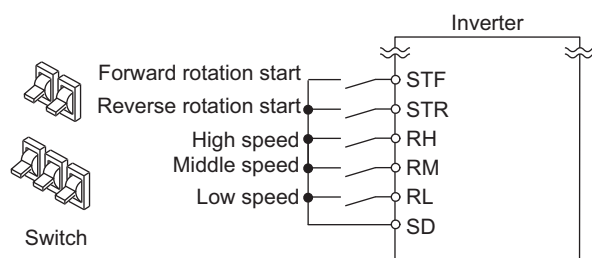 Inverter
Forward rotation start STF
Reverse rotation start STR
High speed RH
Middle speed RM
Low speed RL
SD
Switch